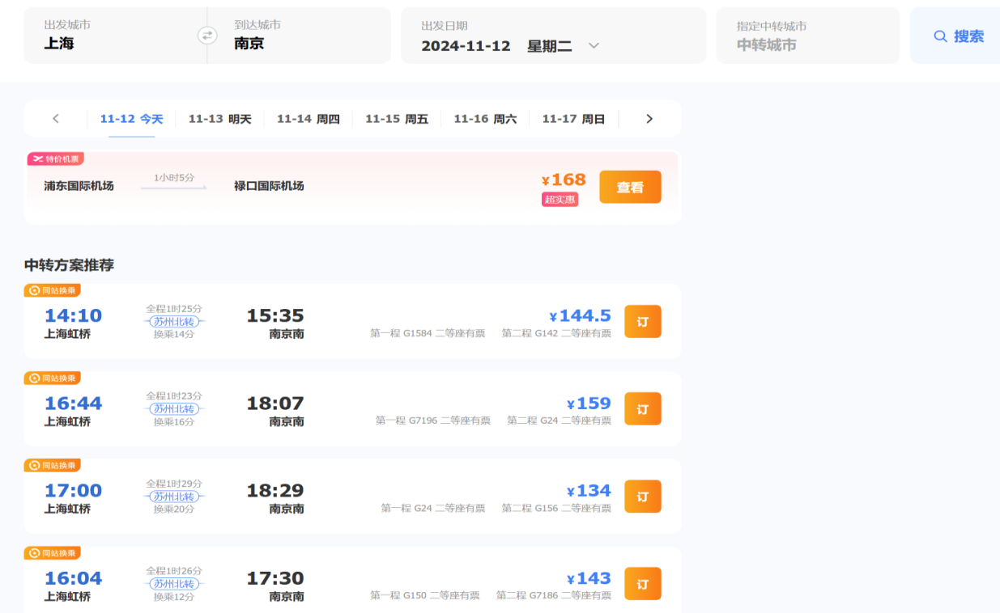 出发城市
上海
到达城市
南京
出发日期
2024-11-12 星期二
指定中转城市
中转城市
搜索
11-12 今天
11-13 明天
11-14 周四
11-15 周五
11-16 周六
11-17 周日
特价机票
浦东国际机场
1小时5分
禄口国际机场
¥168
超实惠
查看
中转方案推荐
同站换乘
14:10
上海虹桥
全程1时25分
苏州北转
换乘14分
15:35
南京南
¥144.5
第一程 G1584 二等座有票 第二程 G142 二等座有票
订
同站换乘
16:44
上海虹桥
全程1时23分
苏州北转
换乘16分
18:07
南京南
¥159
第一程 G7196 二等座有票 第二程 G24 二等座有票
订
同站换乘
17:00
上海虹桥
全程1时29分
苏州北转
换乘20分
18:29
南京南
¥134
第一程 G24 二等座有票 第二程 G156 二等座有票
订
同站换乘
16:04
上海虹桥
全程1时26分
苏州北转
换乘12分
17:30
南京南
¥143
第一程 G150 二等座有票 第二程 G7186 二等座有票
订